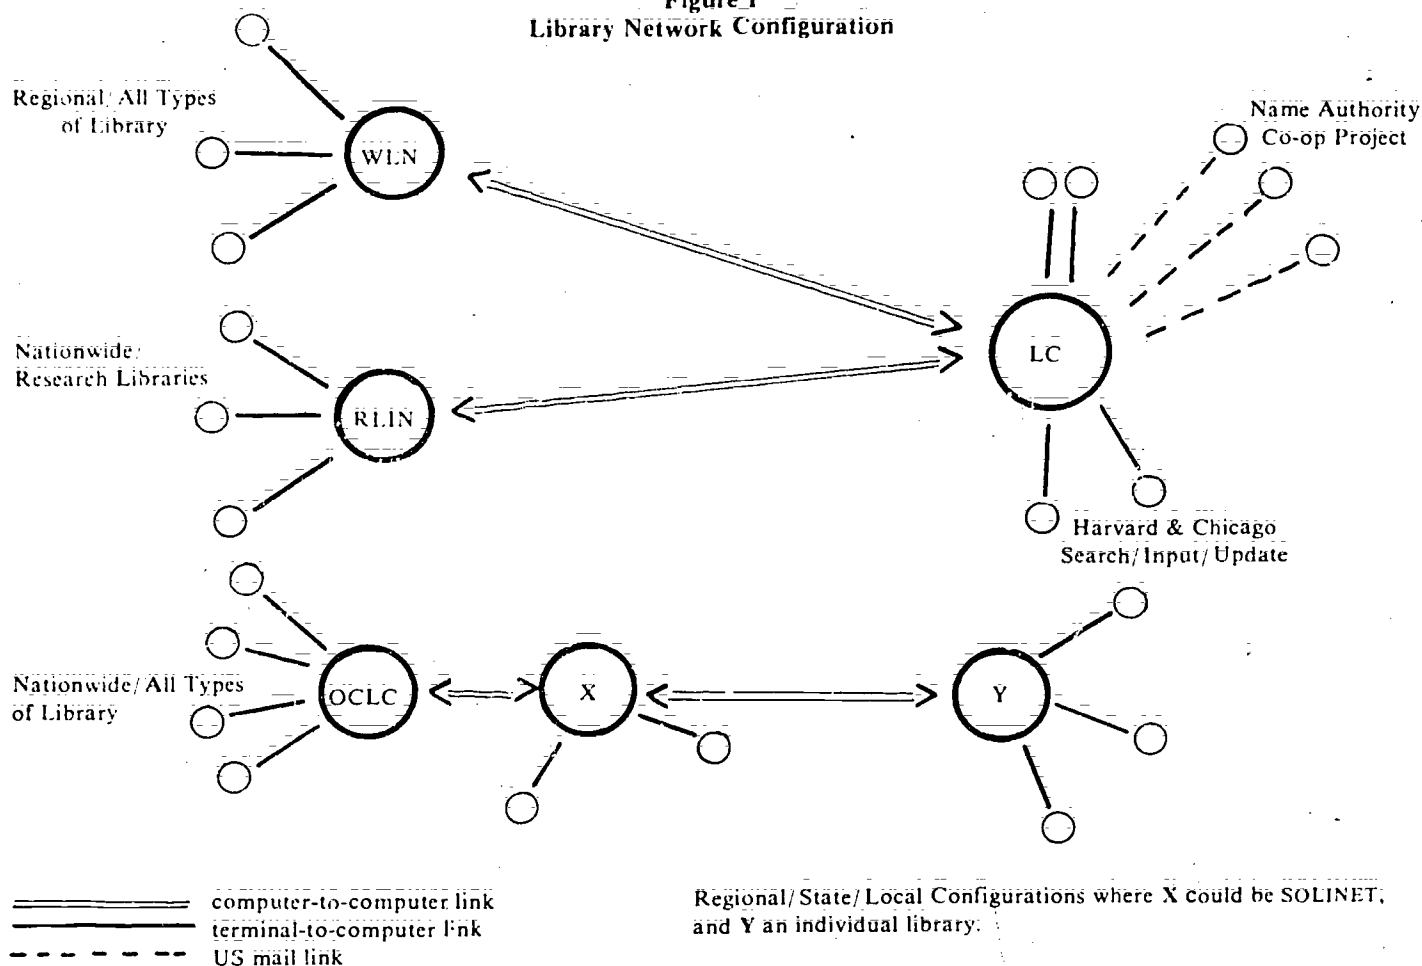 Figure 1
Library Network Configuration
Regional/All Types
of Library
WLN
Name Authority
Co-op Project
Nationwide/
Research Libraries
RLIN
LC
Harvard & Chicago
Search/Input/Update
Nationwide/All Types
of Library
OCLC
X
Y
computer-to-computer link
terminal-to-computer link
US mail link
Regional/State/Local Configurations where X could be SOLINET,
and Y an individual library.